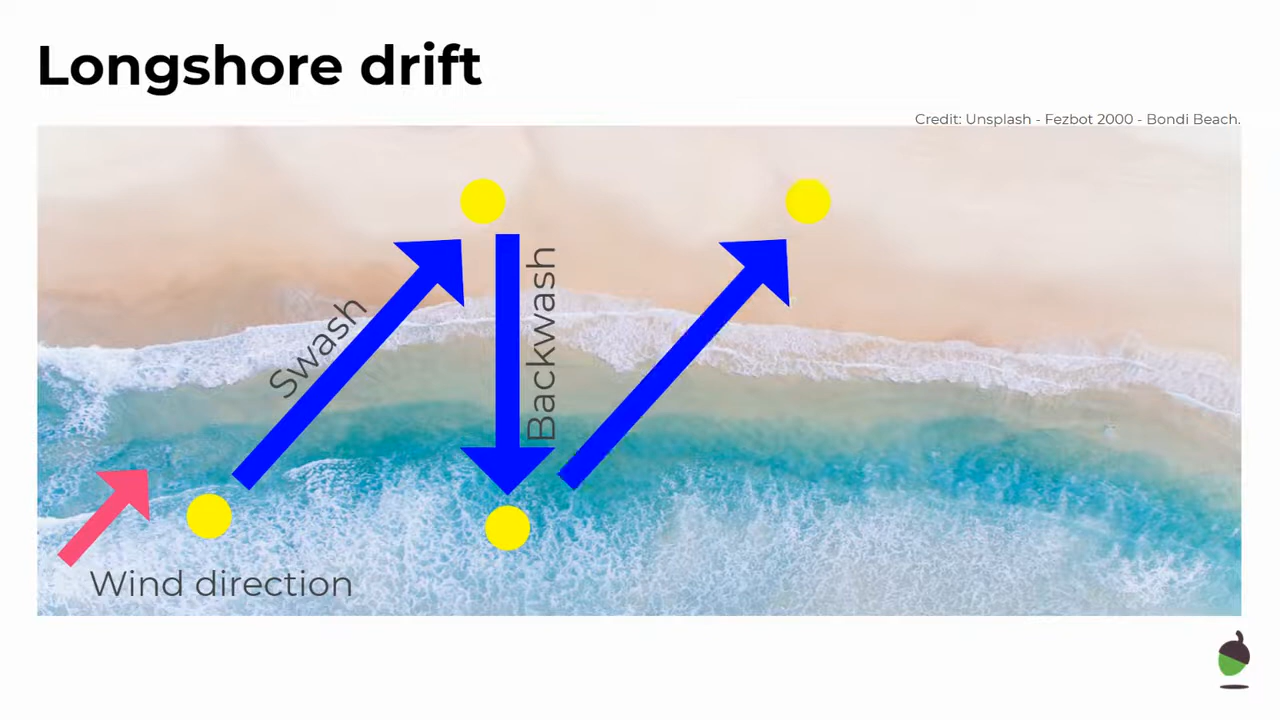 Longshore drift
Credit: Unsplash - Fezbot 2000 - Bondi Beach.
Swash
Backwash
Wind direction